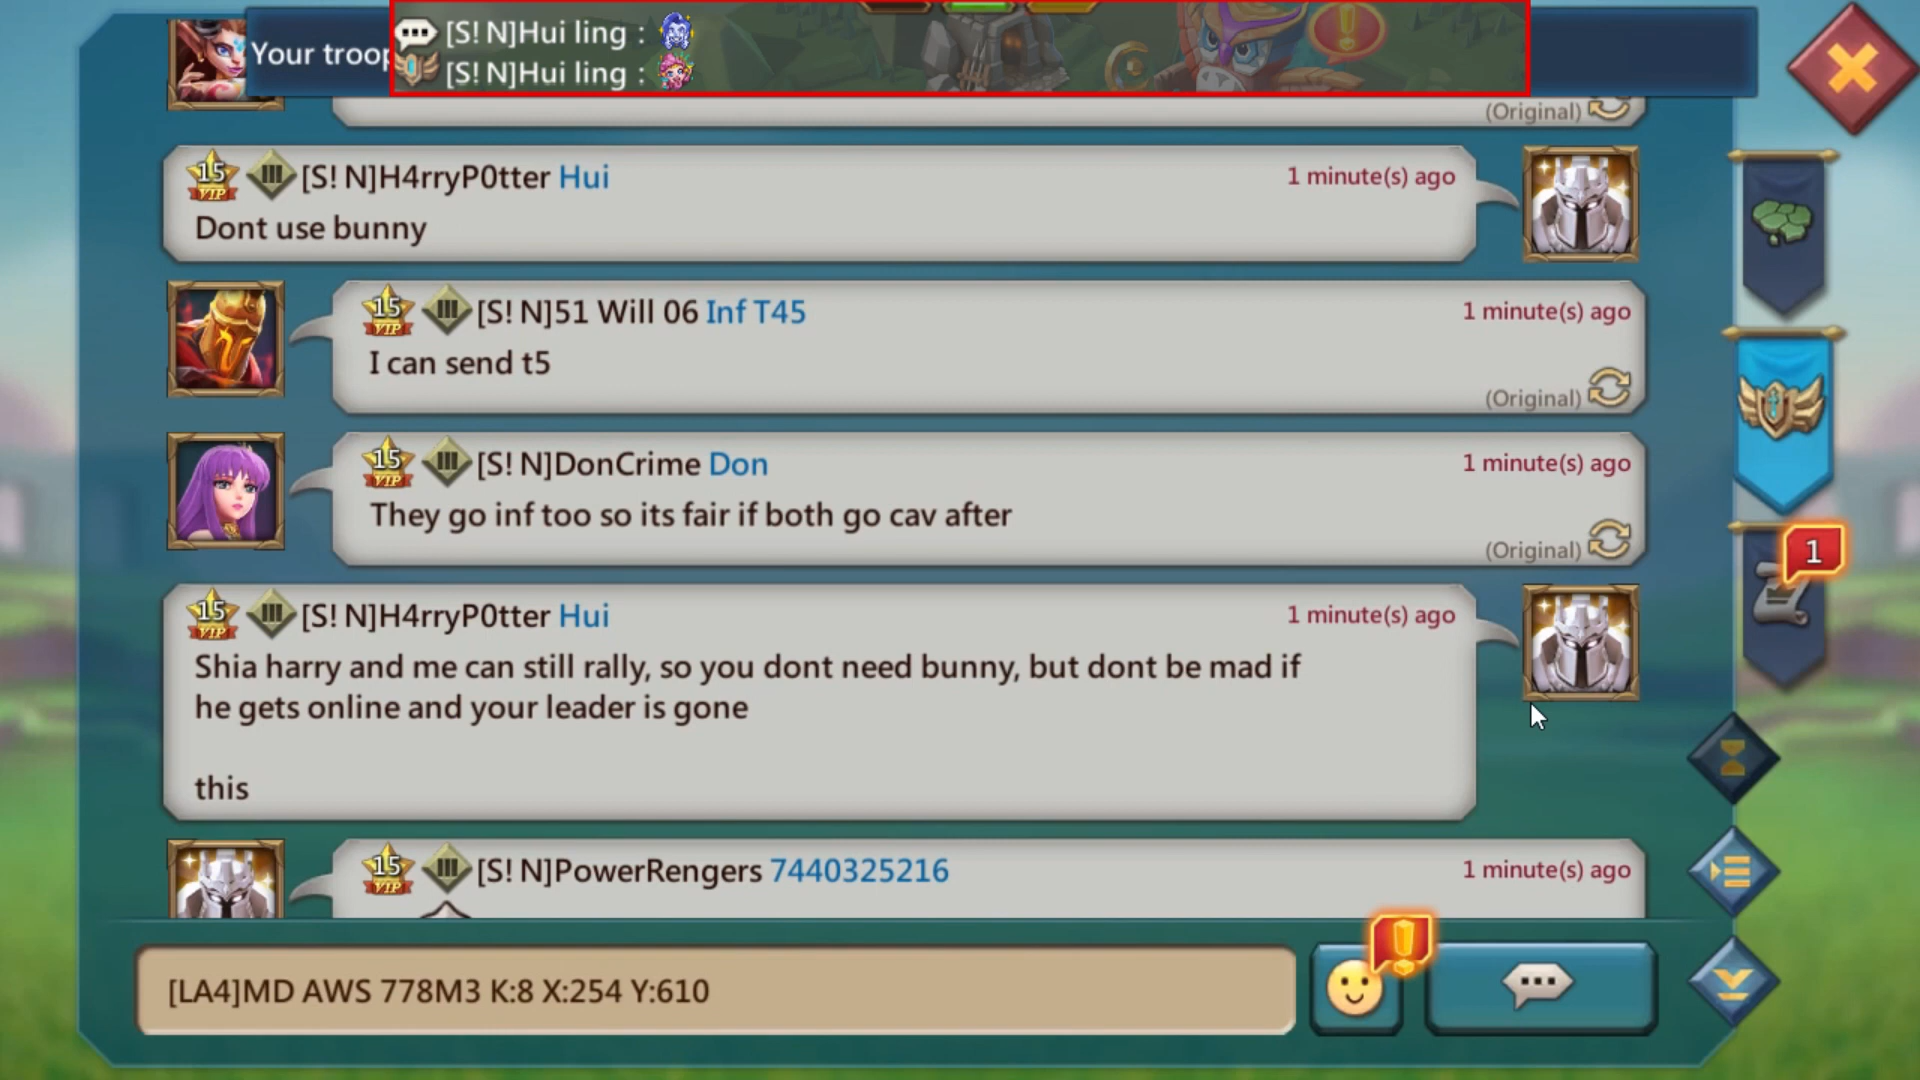 Your troop
[S! N]Hui ling :
[S! N]Hui ling :
(Original)
15 VIP III [S! N]H4rryP0tter Hui 1 minute(s) ago
Dont use bunny
15 VIP III [S! N]51 Will 06 Inf T45 1 minute(s) ago
I can send t5
(Original)
15 VIP III [S! N]DonCrime Don 1 minute(s) ago
They go inf too so its fair if both go cav after
(Original)
1
15 VIP III [S! N]H4rryP0tter Hui 1 minute(s) ago
Shia harry and me can still rally, so you dont need bunny, but dont be mad if
he gets online and your leader is gone
this
15 VIP III [S! N]PowerRengers 7440325216 1 minute(s) ago
[LA4]MD AWS 778M3 K:8 X:254 Y:610